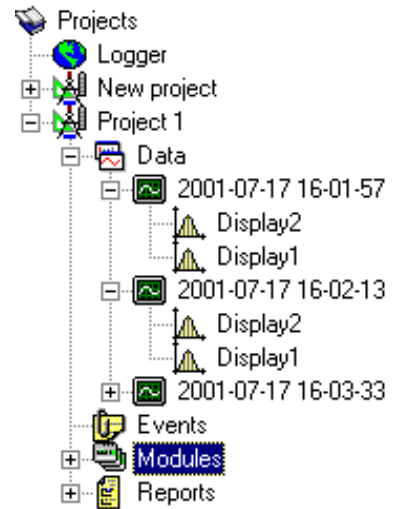 Projects
Logger
New project
Project 1
Data
2001-07-17 16-01-57
Display2
Display1
2001-07-17 16-02-13
Display2
Display1
2001-07-17 16-03-33
Events
Modules
Reports